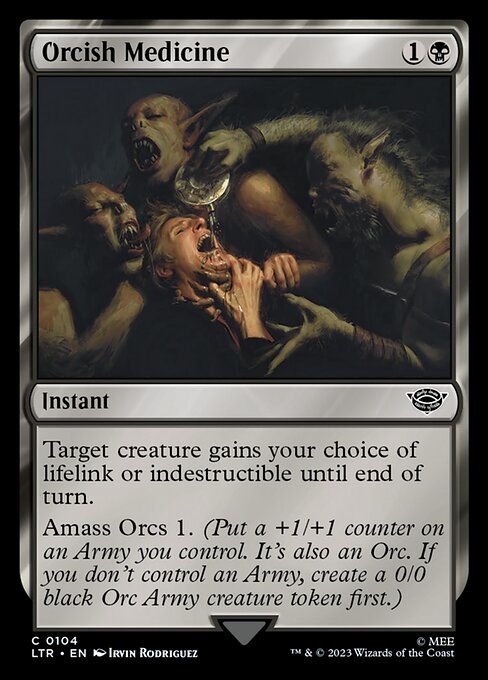 Orcish Medicine 1
Instant
Target creature gains your choice of
lifelink or indestructible until end of
turn.
Amass Orcs 1. (Put a +1/+1 counter on
an Army you control. It's also an Orc. If
you don't control an Army, create a 0/0
black Orc Army creature token first.)
C 0104
LTR • EN Irvin Rodriguez
© MEE
™ & © 2023 Wizards of the Coast